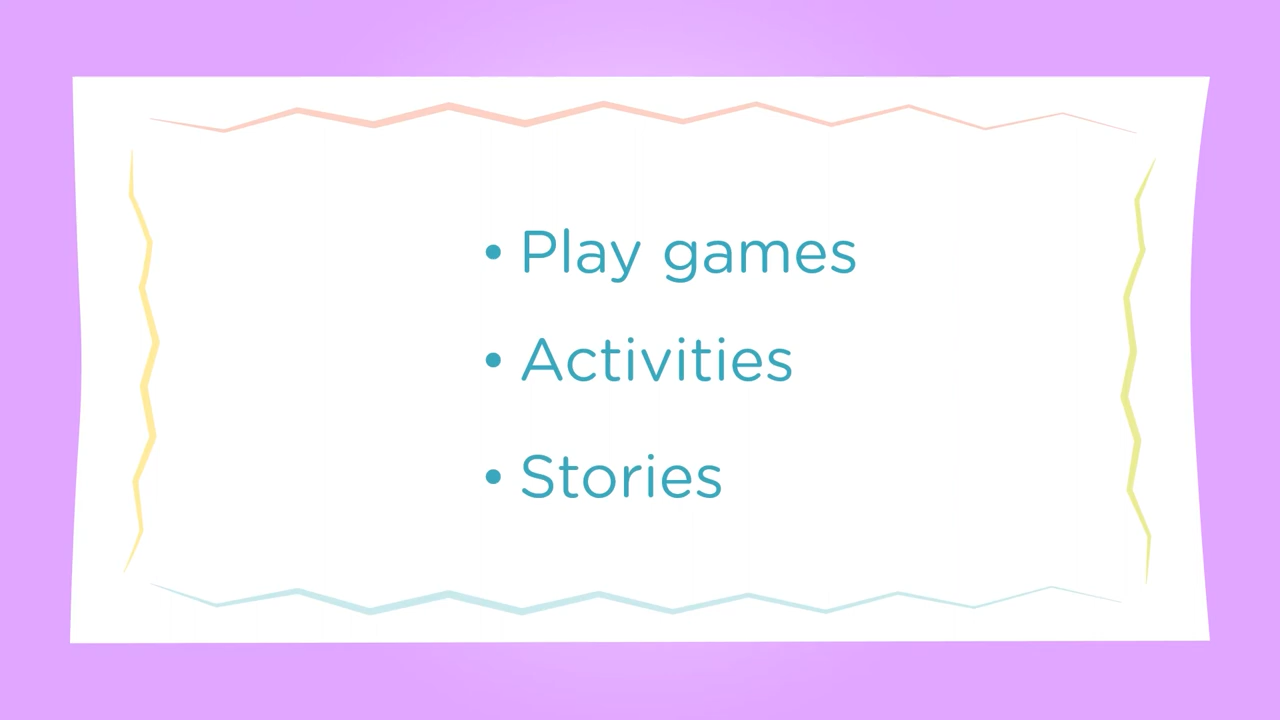 • Play games
• Activities
• Stories